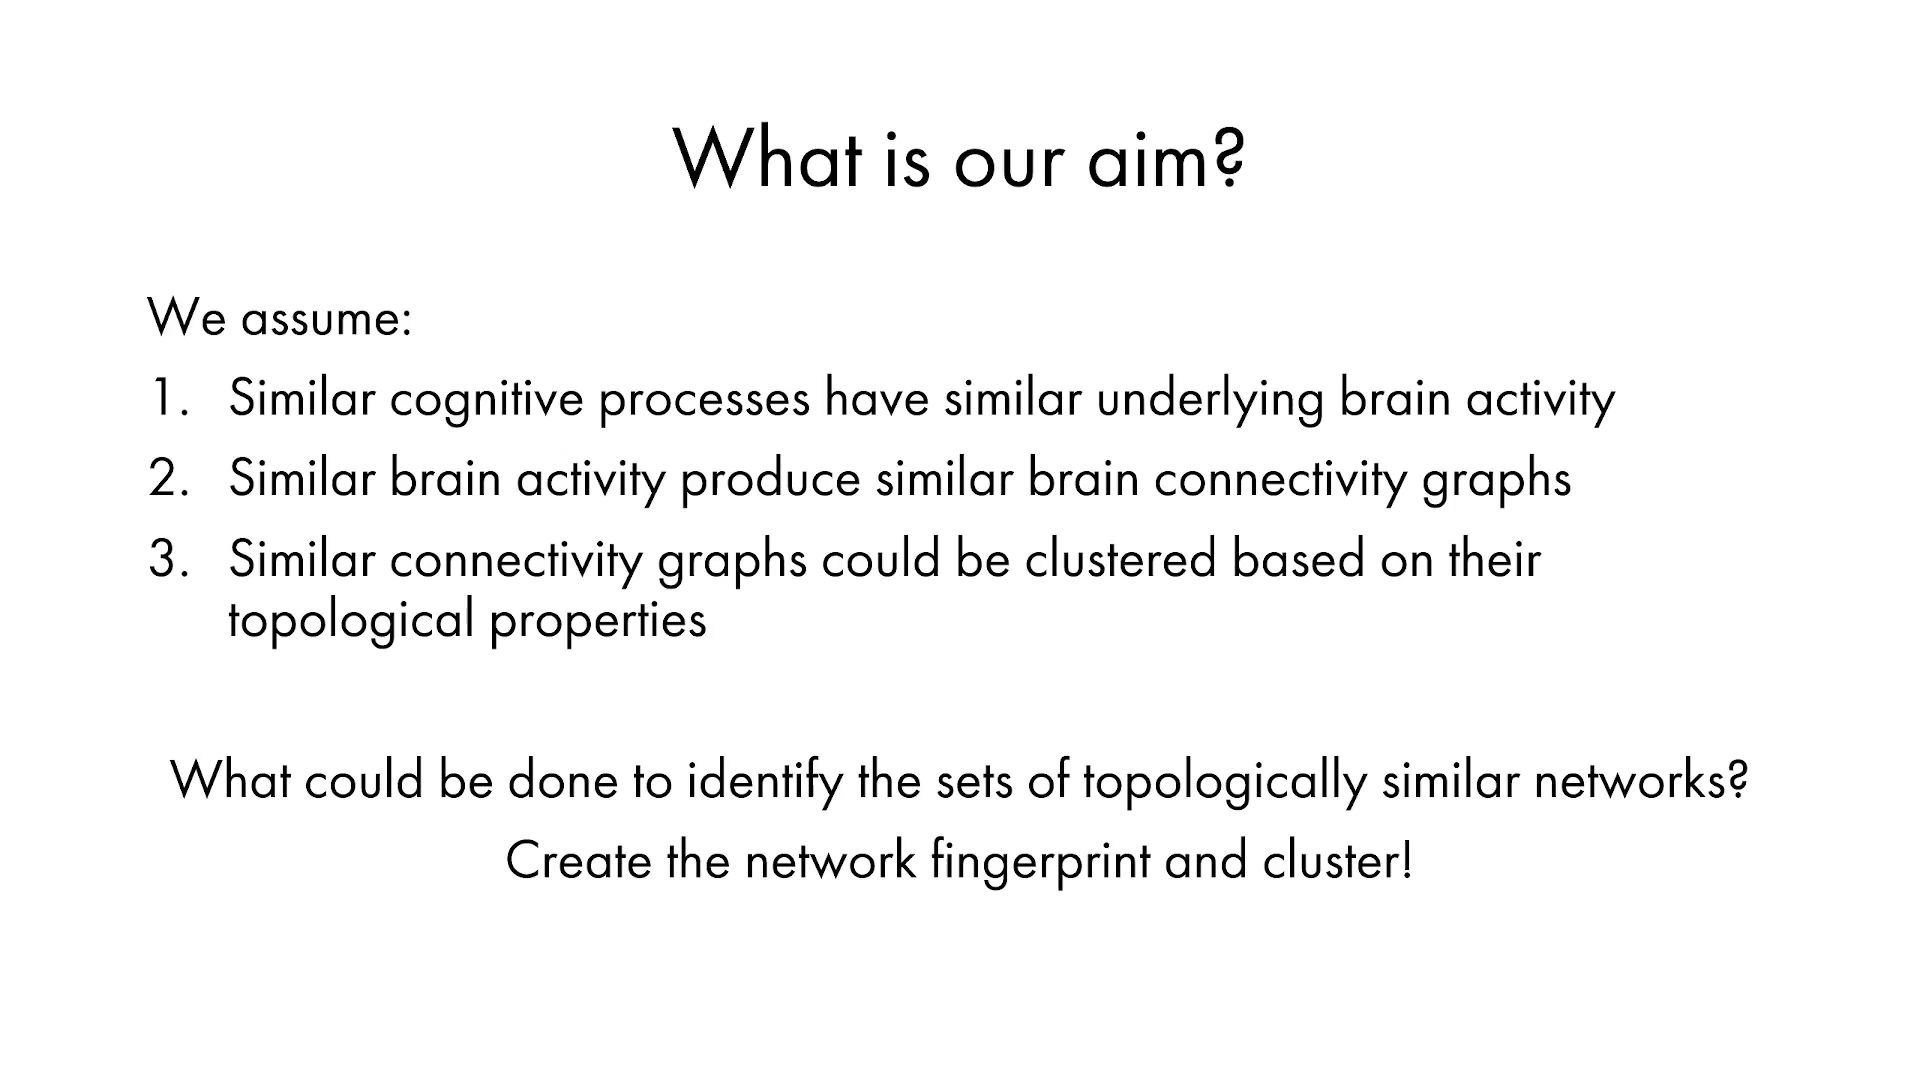 What is our aim?
We assume:
1. Similar cognitive processes have similar underlying brain activity
2. Similar brain activity produce similar brain connectivity graphs
3. Similar connectivity graphs could be clustered based on their
topological properties
What could be done to identify the sets of topologically similar networks?
Create the network fingerprint and cluster!